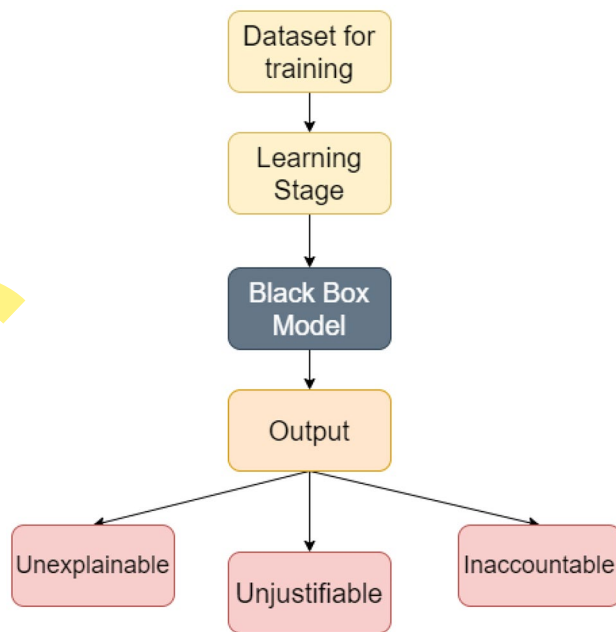 Dataset for
training
Learning
Stage
Black Box
Model
Output
Unexplainable
Unjustifiable
Inaccountable